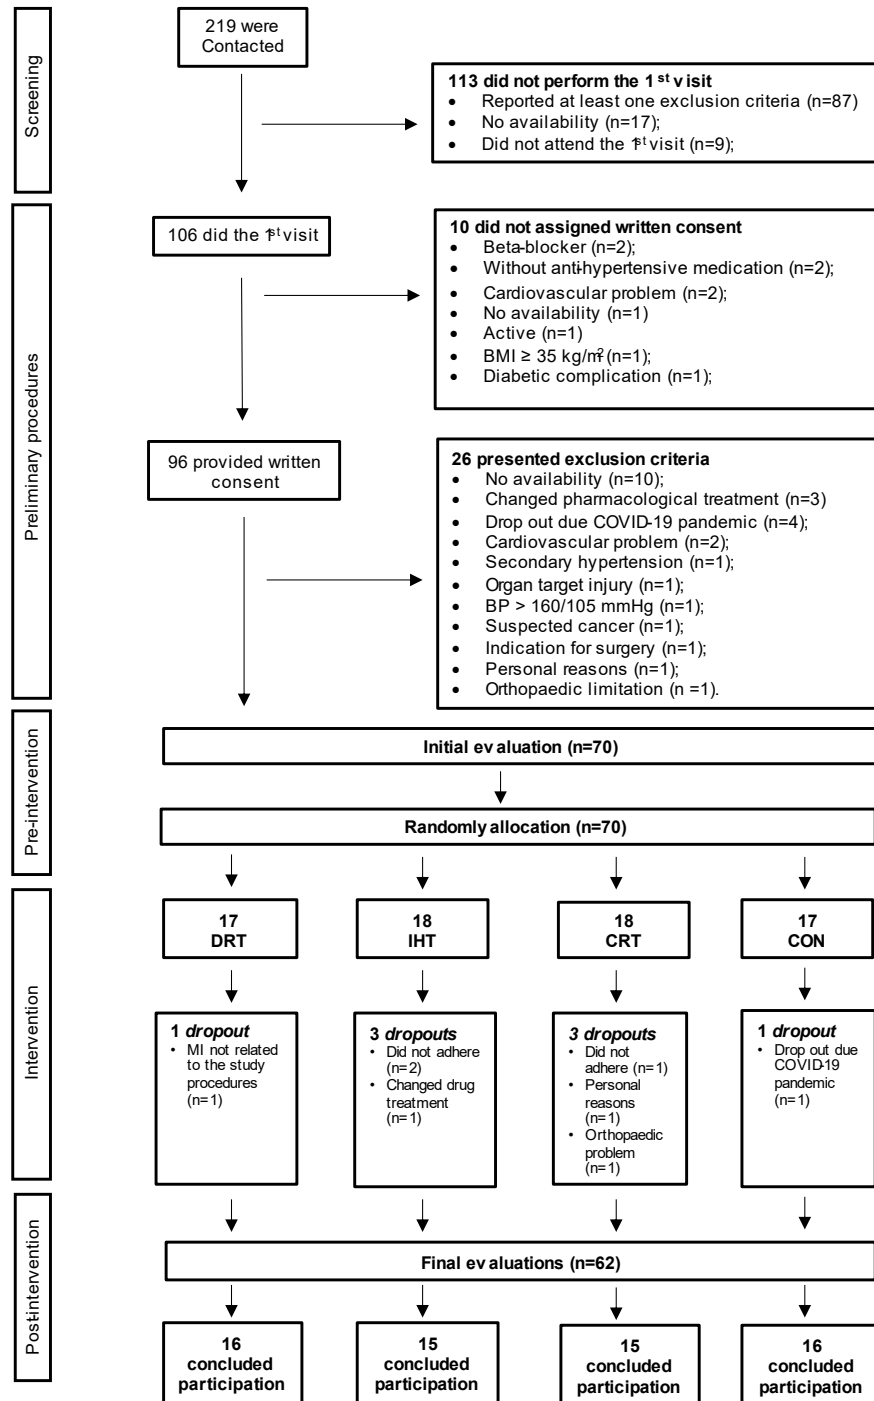 Screening
219 were
Contacted
113 did not perform the 1st visit
• Reported at least one exclusion criteria (n=87)
• No availability (n=17);
• Did not attend the 1st visit (n=9);
Preliminary procedures
106 did the 1st visit
10 did not assigned written consent
• Beta-blocker (n=2);
• Without anti-hypertensive medication (n=2);
• Cardiovascular problem (n=2);
• No availability (n=1)
• Active (n=1)
• BMI ≥ 35 kg/m² (n=1);
• Diabetic complication (n=1);
96 provided written
consent
26 presented exclusion criteria
• No availability (n=10);
• Changed pharmacological treatment (n=3)
• Drop out due COVID-19 pandemic (n=4);
• Cardiovascular problem (n=2);
• Secondary hypertension (n=1);
• Organ target injury (n=1);
• BP > 160/105 mmHg (n=1);
• Suspected cancer (n=1);
• Indication for surgery (n=1);
• Personal reasons (n=1);
• Orthopaedic limitation (n =1).
Pre-intervention
Initial evaluation (n=70)
Randomly allocation (n=70)
Intervention
17
DRT
18
IHT
18
CRT
17
CON
1 dropout
• MI not related
to the study
procedures
(n=1)
3 dropouts
• Did not adhere
(n=2)
• Changed drug
treatment
(n=1)
3 dropouts
• Did not
adhere (n=1)
• Personal
reasons
(n=1)
• Orthopaedic
problem
(n=1)
1 dropout
• Drop out due
COVID-19
pandemic
(n=1)
Post-intervention
Final evaluations (n=62)
16
concluded
participation
15
concluded
participation
15
concluded
participation
16
concluded
participation